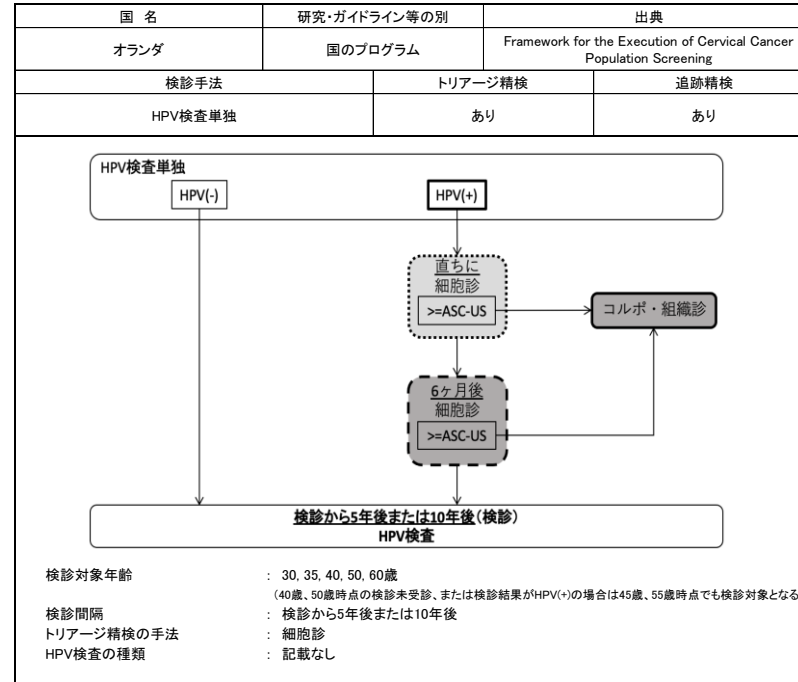 国 名 研究・ガイドライン等の別 出典
オランダ 国のプログラム Framework for the Execution of Cervical Cancer
Population Screening
検診手法 トリアージ精検 追跡精検
HPV検査単独 あり あり
HPV検査単独
HPV(-) HPV(+)
直ちに
細胞診
>=ASC-US コルポ・組織診
6ヶ月後
細胞診
>=ASC-US
検診から5年後または10年後(検診)
HPV検査
検診対象年齢 : 30, 35, 40, 50, 60歳
(40歳、50歳時点の検診未受診、または検診結果がHPV(+)の場合は45歳、55歳時点でも検診対象となる
検診間隔 : 検診から5年後または10年後
トリアージ精検の手法 : 細胞診
HPV検査の種類 : 記載なし